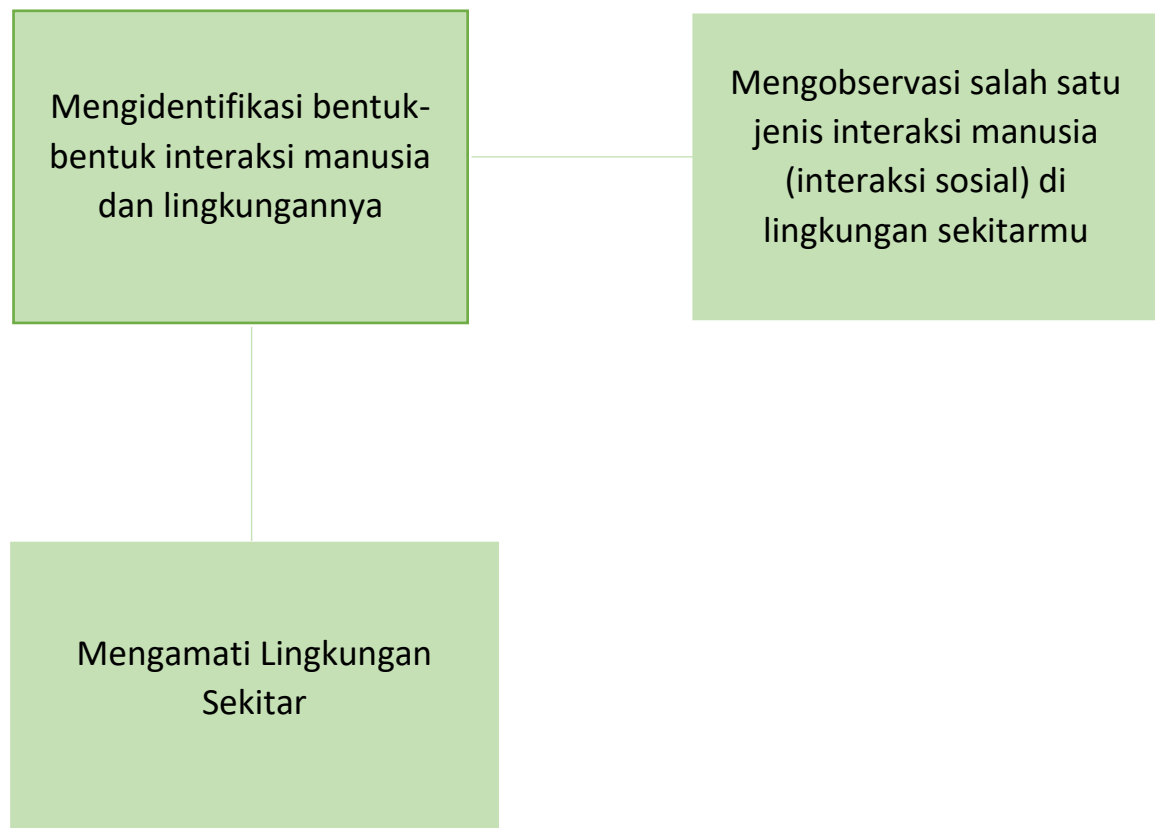 Mengidentifikasi bentuk-
bentuk interaksi manusia
dan lingkungannya
Mengobservasi salah satu
jenis interaksi manusia
(interaksi sosial) di
lingkungan sekitarmu
Mengamati Lingkungan
Sekitar